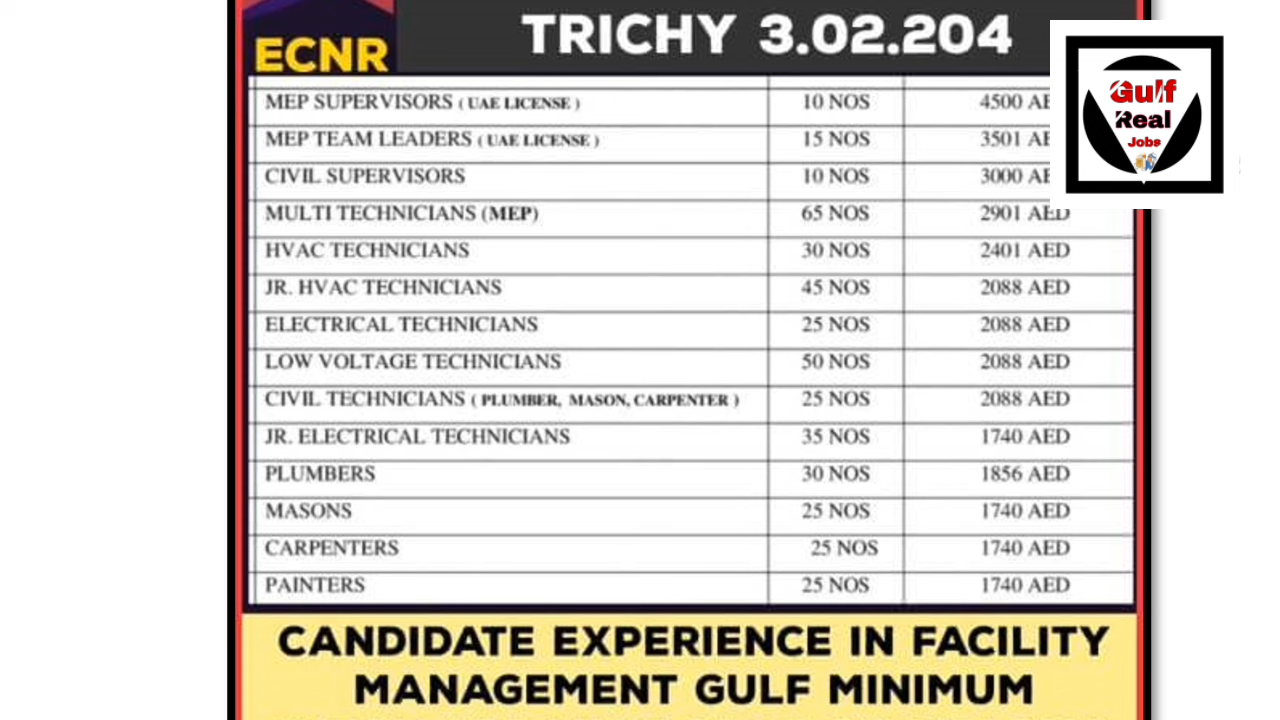 TRICHY 3.02.204
ECNR
MEP SUPERVISORS ( UAE LICENSE ) 10 NOS 4500
MEP TEAM LEADERS ( UAE LICENSE ) 15 NOS 3501
CIVIL SUPERVISORS 10 NOS 3000
MULTI TECHNICIANS (MEP) 65 NOS 2901 AED
HVAC TECHNICIANS 30 NOS 2401 AED
JR. HVAC TECHNICIANS 45 NOS 2088 AED
ELECTRICAL TECHNICIANS 25 NOS 2088 AED
LOW VOLTAGE TECHNICIANS 50 NOS 2088 AED
CIVIL TECHNICIANS ( PLUMBER, MASON, CARPENTER ) 25 NOS 2088 AED
JR. ELECTRICAL TECHNICIANS 35 NOS 1740 AED
PLUMBERS 30 NOS 1856 AED
MASONS 25 NOS 1740 AED
CARPENTERS 25 NOS 1740 AED
PAINTERS 25 NOS 1740 AED
CANDIDATE EXPERIENCE IN FACILITY
MANAGEMENT GULF MINIMUM
Gulf
Real
Jobs